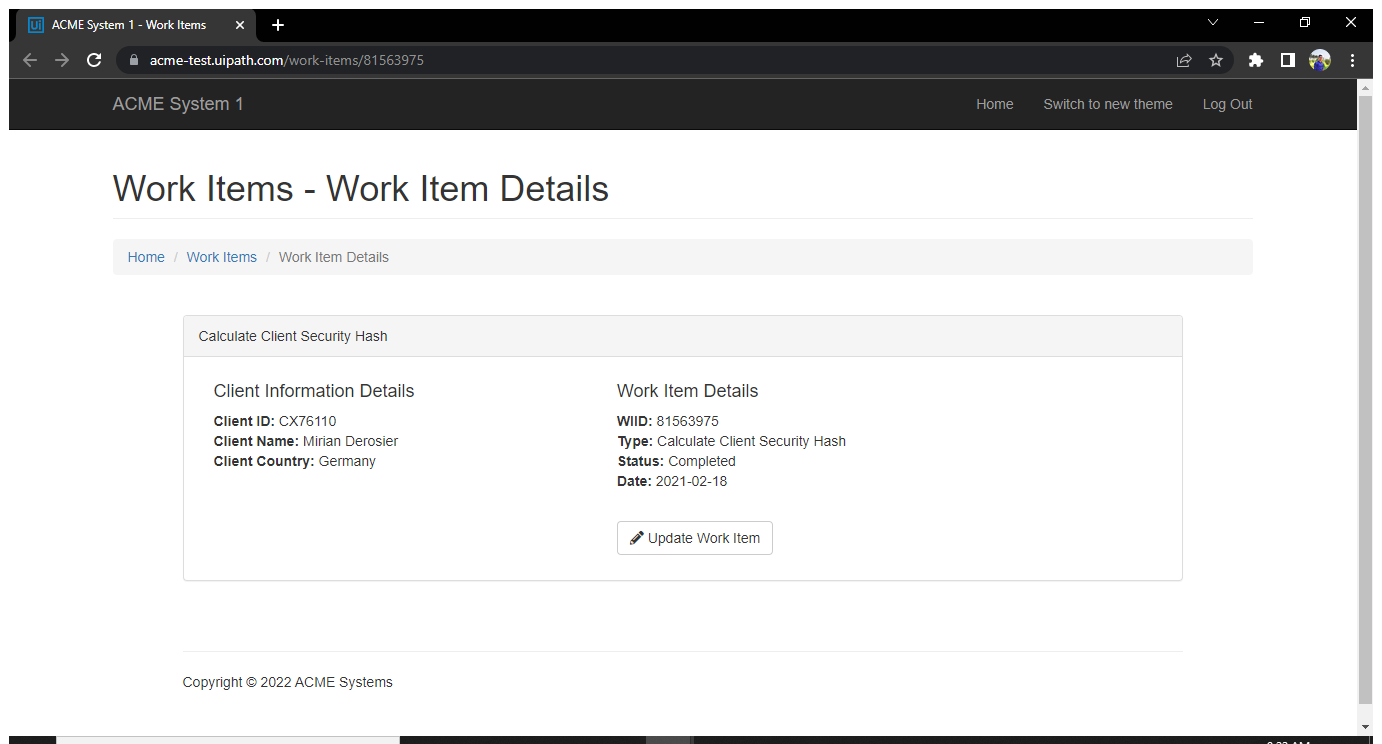 Ui ACME System 1 - Work Items
acme-test.uipath.com/work-items/81563975
ACME System 1 Home Switch to new theme Log Out
Work Items - Work Item Details
Home / Work Items / Work Item Details
Calculate Client Security Hash
Client Information Details
Client ID: CX76110
Client Name: Mirian Derosier
Client Country: Germany
Work Item Details
WIID: 81563975
Type: Calculate Client Security Hash
Status: Completed
Date: 2021-02-18
Update Work Item
Copyright © 2022 ACME Systems